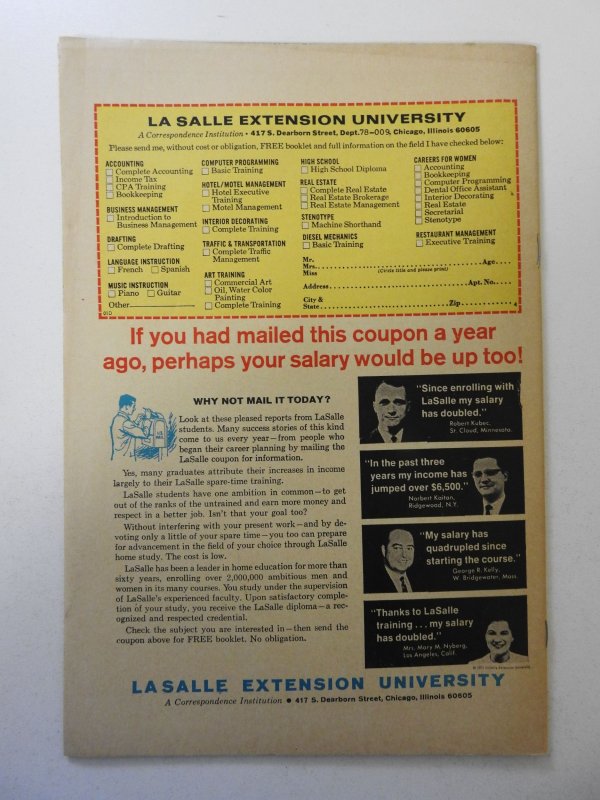 LA SALLE EXTENSION UNIVERSITY
A Correspondence Institution • 417 S. Dearborn Street, Dept. 78-009, Chicago, Illinois 60605
Please send me, without cost or obligation, FREE booklet and full information on the field I have checked below:
ACCOUNTING
Complete Accounting
Income Tax
CPA Training
Bookkeeping
BUSINESS MANAGEMENT
Introduction to
Business Management
DRAFTING
Complete Drafting
LANGUAGE INSTRUCTION
French Spanish
MUSIC INSTRUCTION
Piano Guitar
Other
COMPUTER PROGRAMMING
Basic Training
HOTEL/MOTEL MANAGEMENT
Hotel Executive
Training
Motel Management
INTERIOR DECORATING
Complete Training
TRAFFIC & TRANSPORTATION
Complete Traffic
Management
ART TRAINING
Commercial Art
Oil, Water Color
Painting
Complete Training
HIGH SCHOOL
High School Diploma
REAL ESTATE
Complete Real Estate
Real Estate Brokerage
Real Estate Management
STENOTYPE
Machine Shorthand
DIESEL MECHANICS
Basic Training
CAREERS FOR WOMEN
Accounting
Bookkeeping
Computer Programming
Dental Office Assistant
Interior Decorating
Real Estate
Secretarial
Stenotype
RESTAURANT MANAGEMENT
Executive Training
Mr.
Mrs. Age
Miss (Circle title and please print)
Address Apt. No.
City &
State Zip 4
If you had mailed this coupon a year
ago, perhaps your salary would be up too!
WHY NOT MAIL IT TODAY?
Look at these pleased reports from LaSalle
students. Many success stories of this kind
come to us every year—from people who
began their career planning by mailing the
LaSalle coupon for information.
Yes, many graduates attribute their increases in income
largely to their LaSalle spare-time training.
LaSalle students have one ambition in common—to get
out of the ranks of the untrained and earn more money and
respect in a better job. Isn't that your goal too?
Without interfering with your present work—and by de-
voting only a little of your spare time—you too can prepare
for advancement in the field of your choice through LaSalle
home study. The cost is low.
LaSalle has been a leader in home education for more than
sixty years, enrolling over 2,000,000 ambitious men and
women in its many courses. You study under the supervision
of LaSalle's experienced faculty. Upon satisfactory comple-
tion of your study, you receive the LaSalle diploma—a rec-
ognized and respected credential.
Check the subject you are interested in—then send the
coupon above for FREE booklet. No obligation.
"Since enrolling with
LaSalle my salary
has doubled."
Robert Kubec,
St. Cloud, Minnesota.
"In the past three
years my income has
jumped over $6,500."
Norbert Kaiton,
Ridgewood, N.Y.
"My salary has
quadrupled since
starting the course."
George R. Kelly,
W. Bridgewater, Mass.
"Thanks to LaSalle
training . . . my salary
has doubled."
Mrs. Mary M. Nyberg,
Los Angeles, Calif.
LA SALLE EXTENSION UNIVERSITY
A Correspondence Institution • 417 S. Dearborn Street, Chicago, Illinois 60605